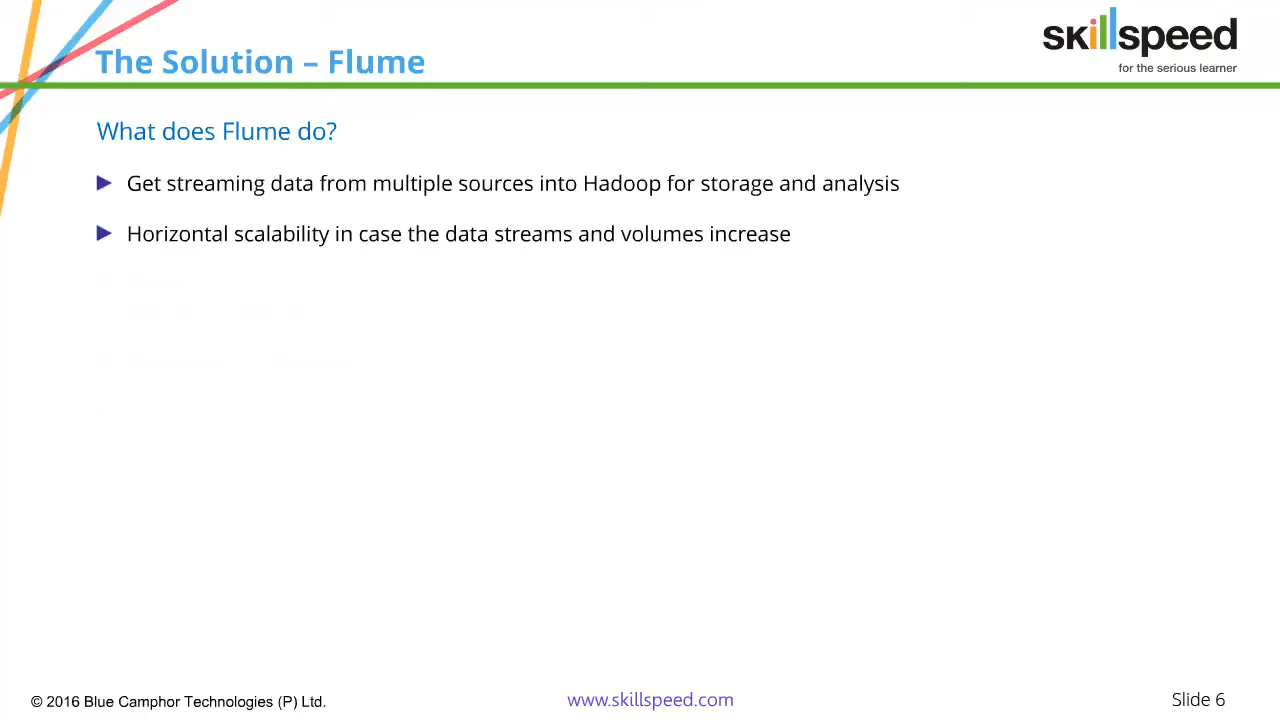 The Solution – Flume
skillspeed
for the serious learner
What does Flume do?
Get streaming data from multiple sources into Hadoop for storage and analysis
Horizontal scalability in case the data streams and volumes increase
© 2016 Blue Camphor Technologies (P) Ltd.
www.skillspeed.com
Slide 6